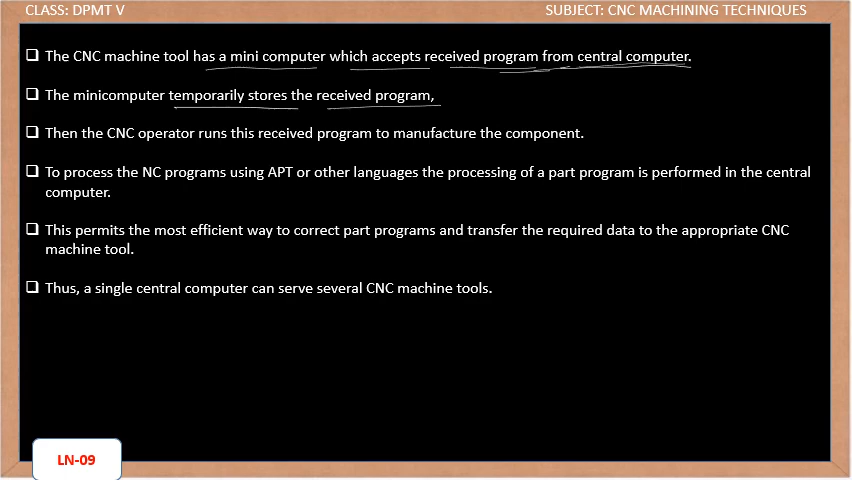 CLASS: DPMT V
SUBJECT: CNC MACHINING TECHNIQUES
❑ The CNC machine tool has a mini computer which accepts received program from central computer.
❑ The minicomputer temporarily stores the received program,
❑ Then the CNC operator runs this received program to manufacture the component.
❑ To process the NC programs using APT or other languages the processing of a part program is performed in the central
computer.
❑ This permits the most efficient way to correct part programs and transfer the required data to the appropriate CNC
machine tool.
❑ Thus, a single central computer can serve several CNC machine tools.
LN-09